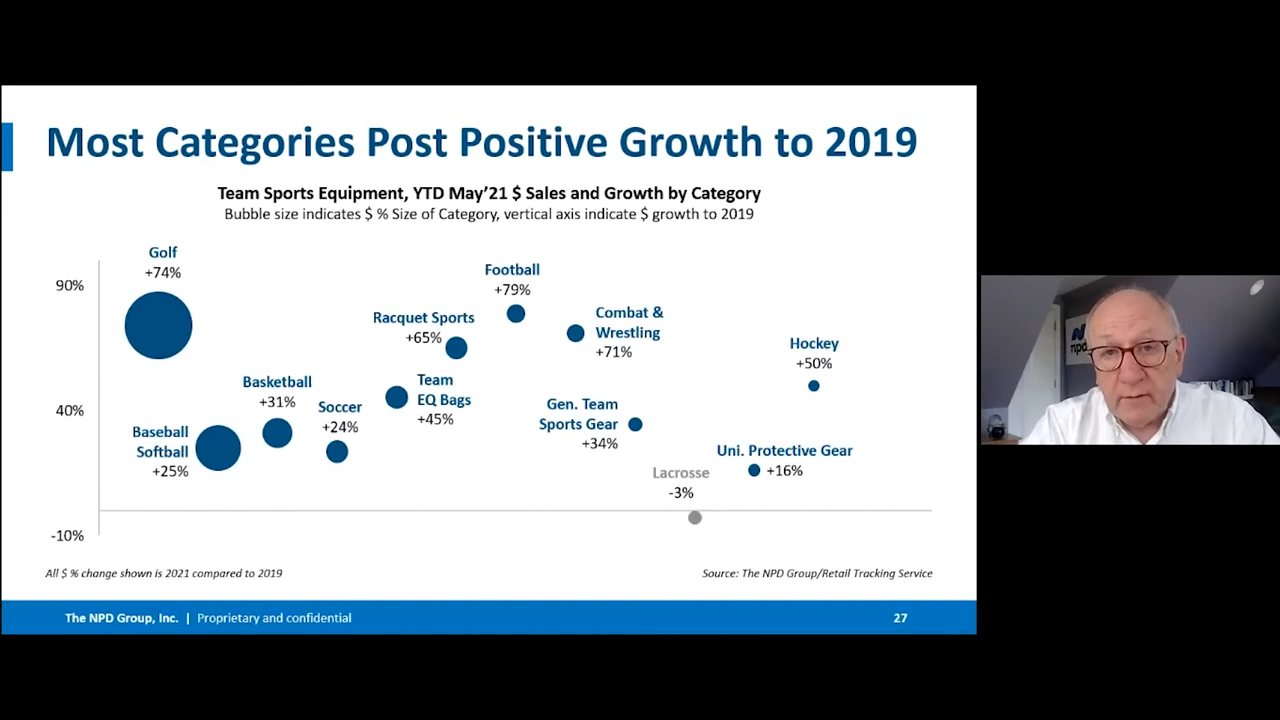 Most Categories Post Positive Growth to 2019
Team Sports Equipment, YTD May'21 $ Sales and Growth by Category
Bubble size indicates $ % Size of Category, vertical axis indicate $ growth to 2019
90%
40%
-10%
Golf
+74%
Baseball
Softball
+25%
Basketball
+31%
Soccer
+24%
Racquet Sports
+65%
Team
EQ Bags
+45%
Football
+79%
Combat &
Wrestling
+71%
Gen. Team
Sports Gear
+34%
Lacrosse
-3%
Uni. Protective Gear
+16%
Hockey
+50%
All $ % change shown is 2021 compared to 2019
Source: The NPD Group/Retail Tracking Service
The NPD Group, Inc. | Proprietary and confidential
27
npd